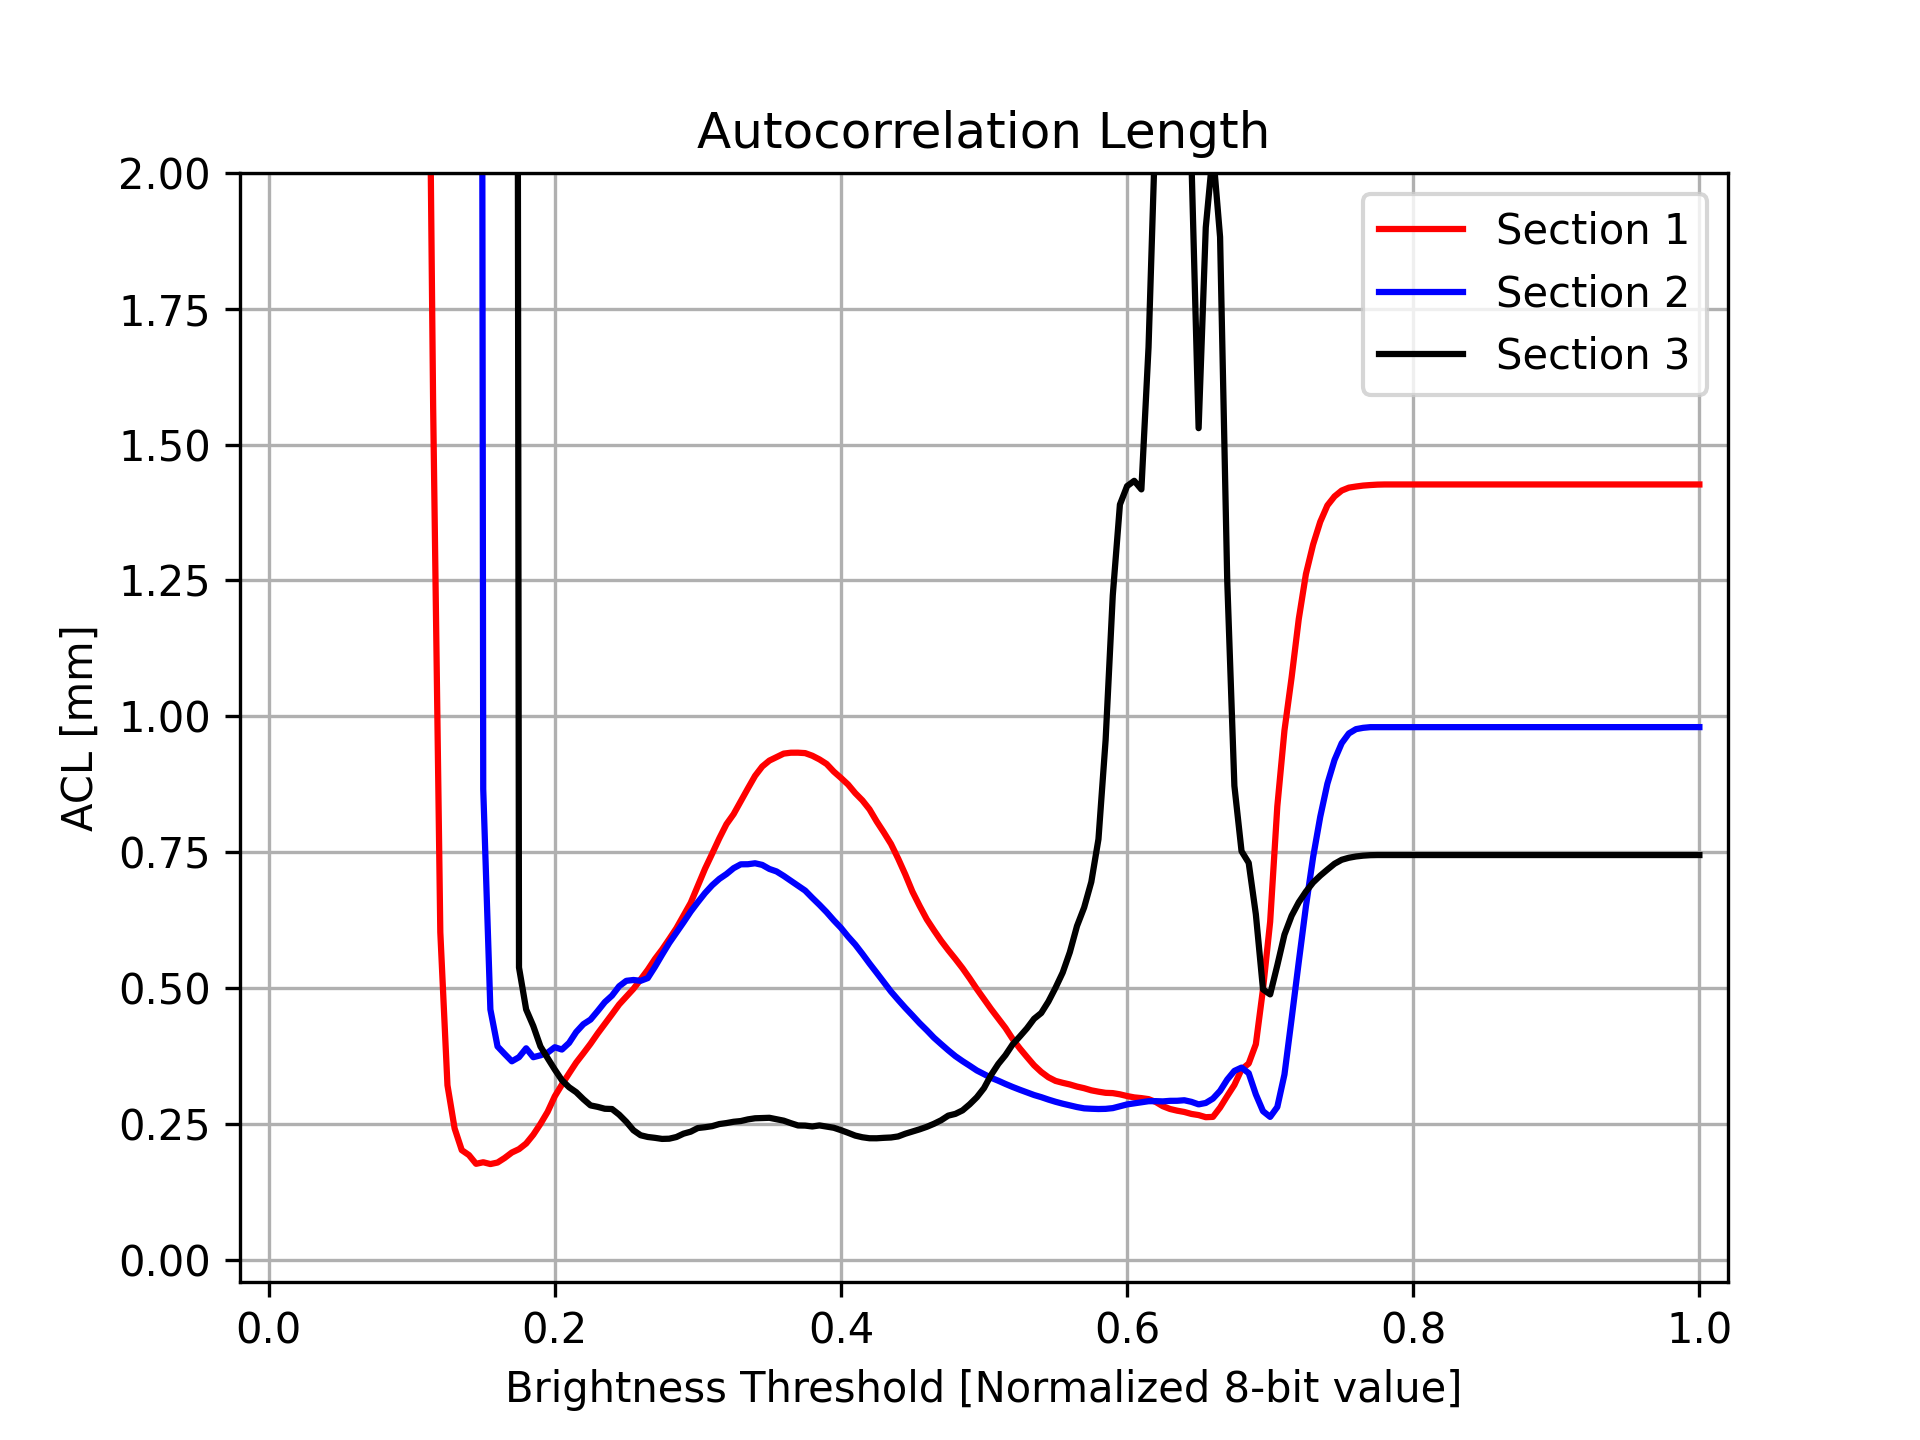 Autocorrelation Length
2.00
1.75
1.50
1.25
1.00
0.75
0.50
0.25
0.00
ACL [mm]
Section 1
Section 2
Section 3
0.0 0.2 0.4 0.6 0.8 1.0
Brightness Threshold [Normalized 8-bit value]